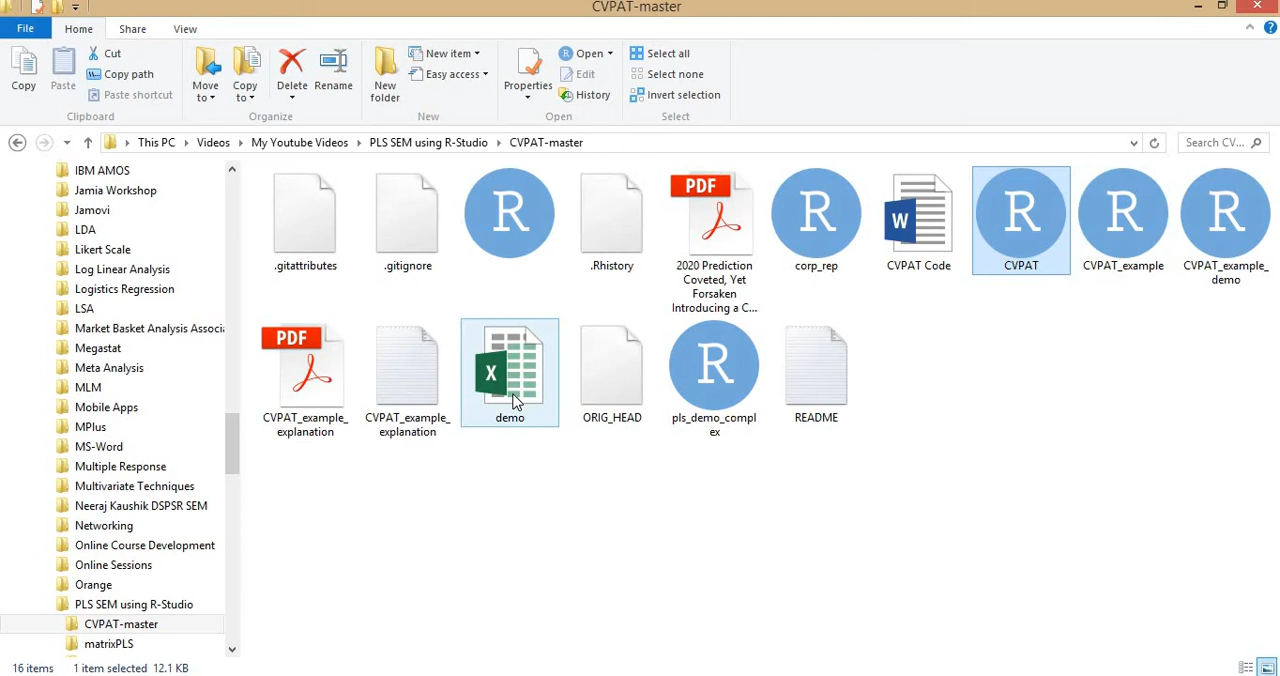 CVPAT-master
File Home Share View
Copy Paste Cut Copy path Paste shortcut Move to Copy to Delete Rename New folder New item Easy access Properties Open Edit History Select all Select none Invert selection
Clipboard Organize New Open Select
This PC Videos My Youtube Videos PLS SEM using R-Studio CVPAT-master Search CV...
IBM AMOS
Jamia Workshop
Jamovi
LDA
Likert Scale
Log Linear Analysis
Logistics Regression
LSA
Market Basket Analysis Associa
Megastat
Meta Analysis
MLM
Mobile Apps
MPlus
MS-Word
Multiple Response
Multivariate Techniques
Neeraj Kaushik DSPSR SEM
Networking
Online Course Development
Online Sessions
Orange
PLS SEM using R-Studio
CVPAT-master
matrixPLS
R PDF R W R R R
.gitattributes .gitignore .Rhistory 2020 Prediction corp_rep CVPAT Code CVPAT CVPAT_example CVPAT_example_
Coveted, Yet demo
Forsaken
Introducing a C...
PDF X R
CVPAT_example_ CVPAT_example_ demo ORIG_HEAD pls_demo_compl README
explanation explanation ex
16 items 1 item selected 12.1 KB